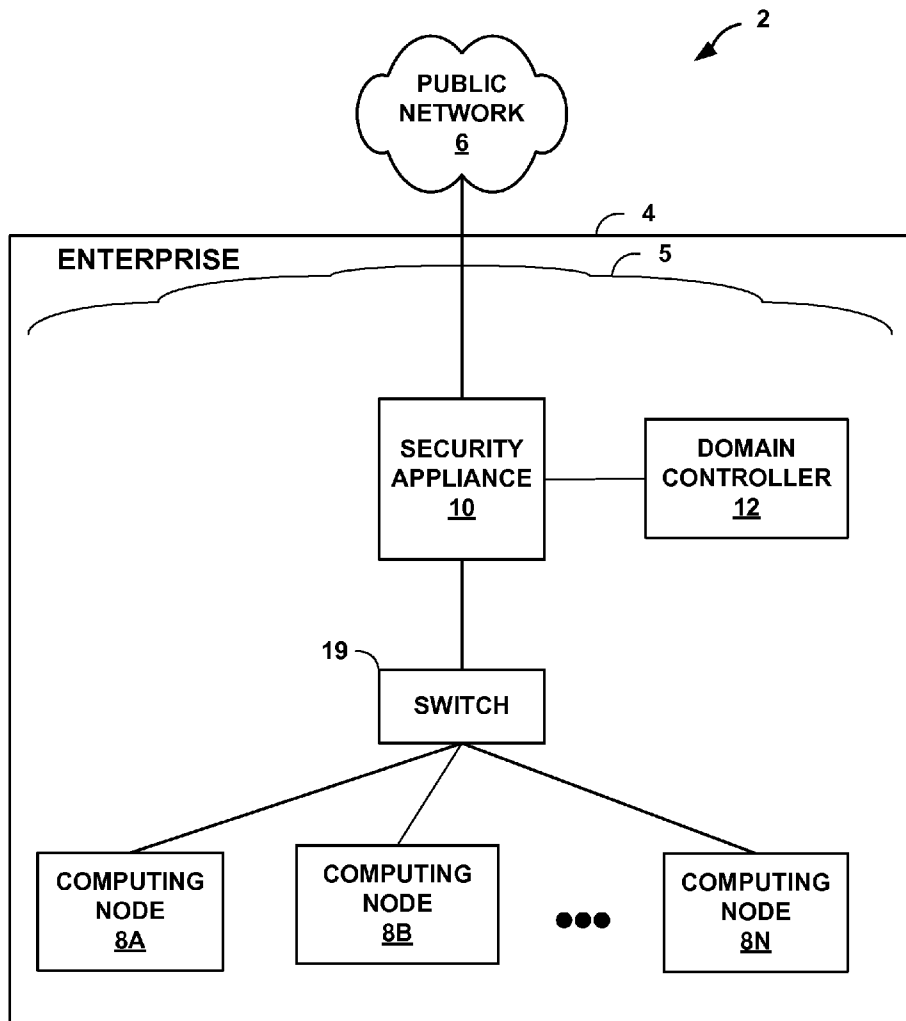 2
PUBLIC
NETWORK
6
4
ENTERPRISE
5
SECURITY
APPLIANCE
10
DOMAIN
CONTROLLER
12
19
SWITCH
COMPUTING
NODE
8A
COMPUTING
NODE
8B
COMPUTING
NODE
8N